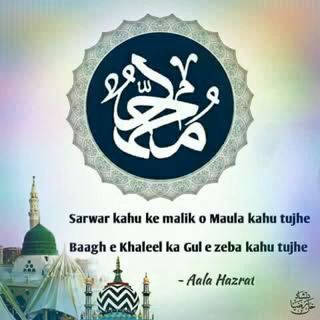 محمد
Sarwar kahu ke malik o Maula kahu tujhe
Baagh e Khaleel ka Gul e zeba kahu tujhe
- Aala Hazrat